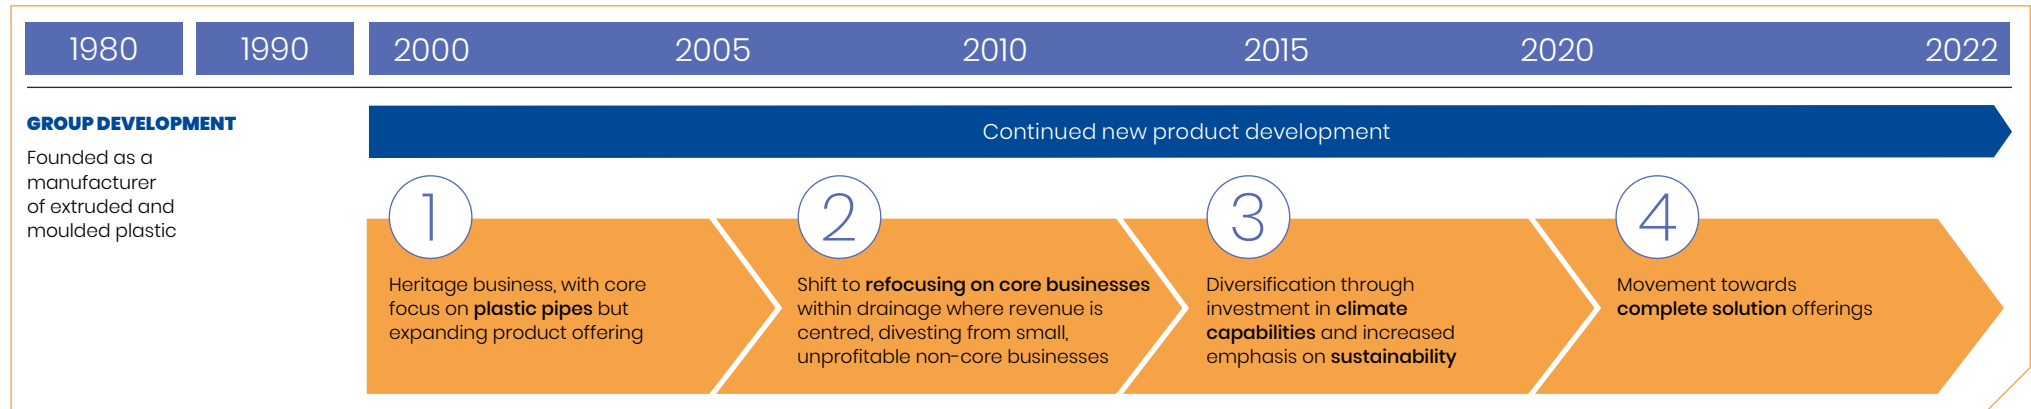 1980 1990 2000 2005 2010 2015 2020 2022
GROUP DEVELOPMENT
Founded as a
manufacturer
of extruded and
moulded plastic
Continued new product development
1
Heritage business, with core
focus on plastic pipes but
expanding product offering
2
Shift to refocusing on core businesses
within drainage where revenue is
centred, divesting from small,
unprofitable non-core businesses
3
Diversification through
investment in climate
capabilities and increased
emphasis on sustainability
4
Movement towards
complete solution offerings